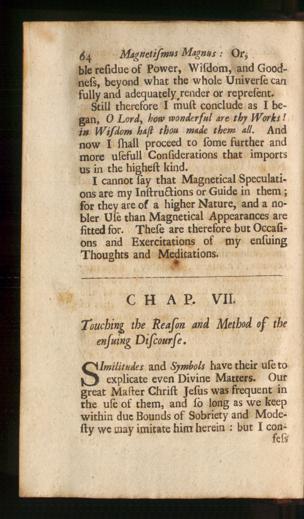 64 Magnetiſmus Magnus: Or,
ble reſidue of Power, Wiſdom, and Good-
neſs, beyond what the whole Univerſe can
fully and adequately render or repreſent.
Still therefore I muſt conclude as I be-
gan, O Lord, how wonderful are thy Works!
in Wiſdom haſt thou made them all. And
now I ſhall proceed to ſome further and
more uſefull Conſiderations that imports
us in the higheſt kind.
I cannot ſay that Magnetical Speculati-
ons are my Inſtructions or Guide in them;
for they are of a higher Nature, and a no-
bler Uſe than Magnetical Appearances are
fitted for. Theſe are therefore but Occaſi-
ons and Exercitations of my enſuing
Thoughts and Meditations.
CHAP. VII.
Touching the Reaſon and Method of the
enſuing Diſcourſe.
SImilitudes and Symbols have their uſe to
explicate even Divine Matters. Our
great Maſter Chriſt Jeſus was frequent in
the uſe of them, and ſo long as we keep
within due Bounds of Sobriety and Mode-
ſty we may imitate him herein: but I con-
feſs